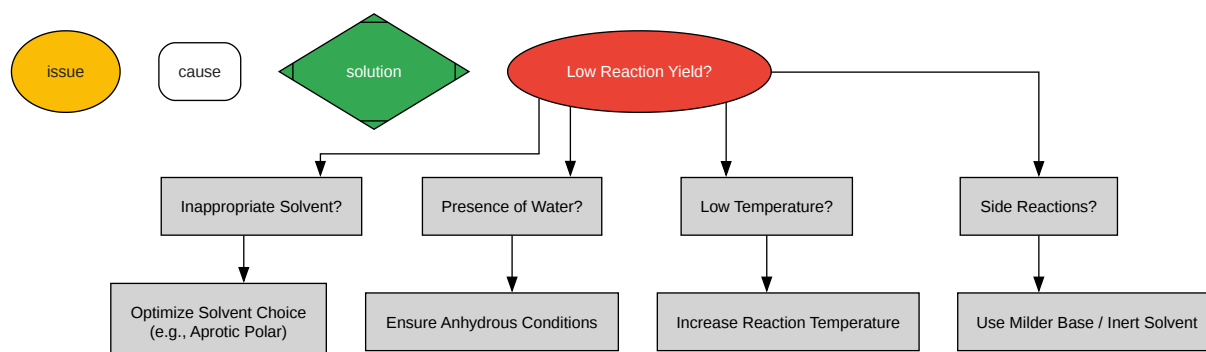 issue
cause
solution
Low Reaction Yield?
Inappropriate Solvent?
Presence of Water?
Low Temperature?
Side Reactions?
Optimize Solvent Choice
(e.g., Aprotic Polar)
Ensure Anhydrous Conditions
Increase Reaction Temperature
Use Milder Base / Inert Solvent